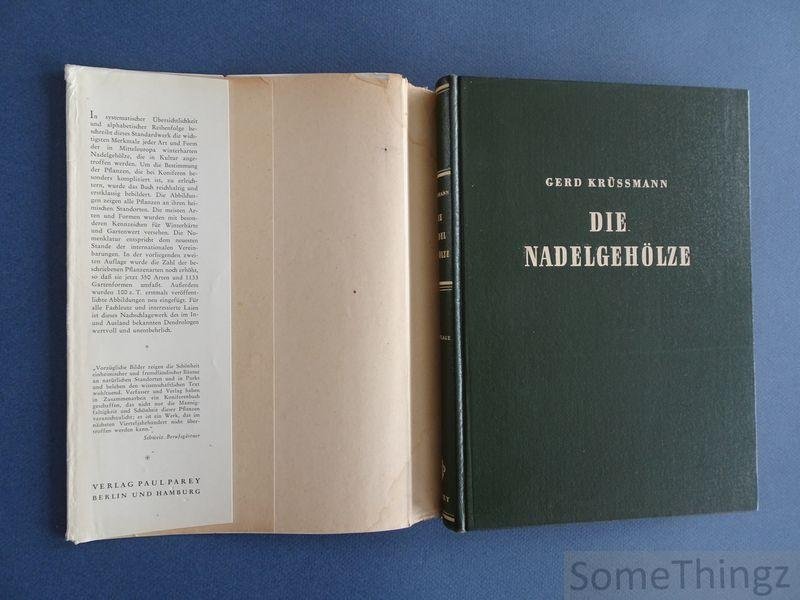 In systematischer Übersichtlichkeit
und alphabetischer Reihenfolge be-
schreibt dieses Standardwerk die wich-
tigsten Merkmale jeder Art und Form
der in Mitteleuropa winterharten
Nadelgehölze, die in Kultur ange-
troffen werden. Um die Bestimmung
der Pflanzen, die bei Koniferen be-
sonders kompliziert ist, zu erleich-
tern, wurde das Buch reichhaltig und
erstklassig bebildert. Die Abbildun-
gen zeigen alle Pflanzen an ihren hei-
mischen Standorten. Die meisten Ar-
ten und Formen wurden mit beson-
deren Kennzeichen für Winterhärte
und Gartenwert versehen. Die No-
menklatur entspricht dem neuesten
Stande der internationalen Verein-
barungen. In der vorliegenden zwei-
ten Auflage wurde die Zahl der be-
schriebenen Pflanzenarten noch erhöht,
so daß sie jetzt 350 Arten und 1133
Gartenformen umfaßt. Außerdem
wurden 100 z. T. erstmals veröffent-
lichte Abbildungen neu eingefügt. Für
alle Fachleute und interessierte Laien
ist dieses Nachschlagewerk des im In-
und Ausland bekannten Dendrologen
wertvoll und unentbehrlich.
*
„Vorzügliche Bilder zeigen die Schönheit
einheimischer und fremdländischer Bäume
an natürlichen Standorten und in Parks
und beleben den wissenschaftlichen Text
wohltuend. Verfasser und Verlag haben
in Zusammenarbeit ein Koniferenbuch
geschaffen, das nicht nur die Mannig-
faltigkeit und Schönheit dieser Pflanzen
veranschaulicht; es ist ein Werk, das im
nächsten Vierteljahrhundert nicht über-
troffen werden kann.“
Schweiz. Berufsgärtner
*
VERLAG PAUL PAREY
BERLIN UND HAMBURG
GERD KRÜSSMANN
DIE
NADELGEHÖLZE
SomeThingz